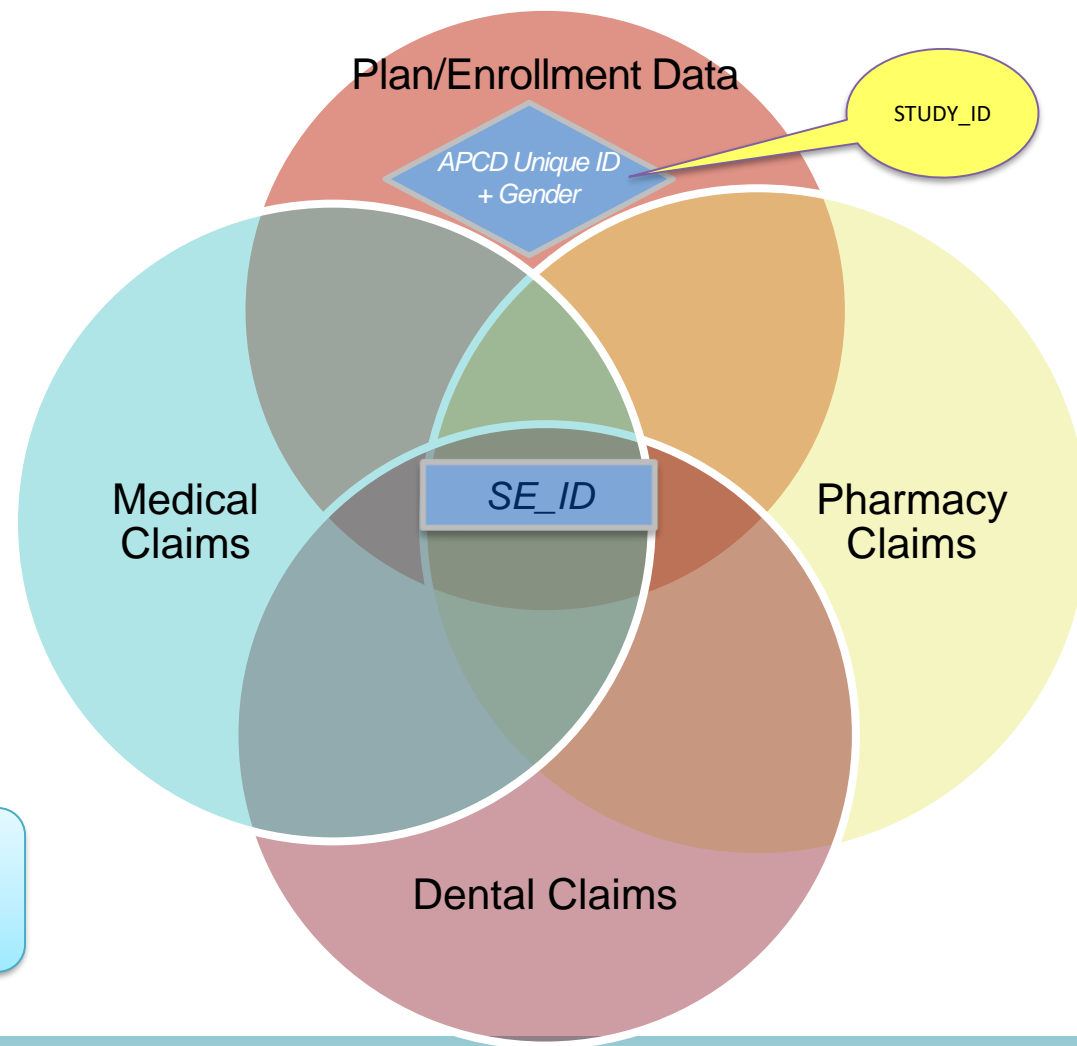 Plan/Enrollment Data
STUDY_ID
APCD Unique ID
+ Gender
SE_ID
Medical
Claims
Pharmacy
Claims
Dental Claims